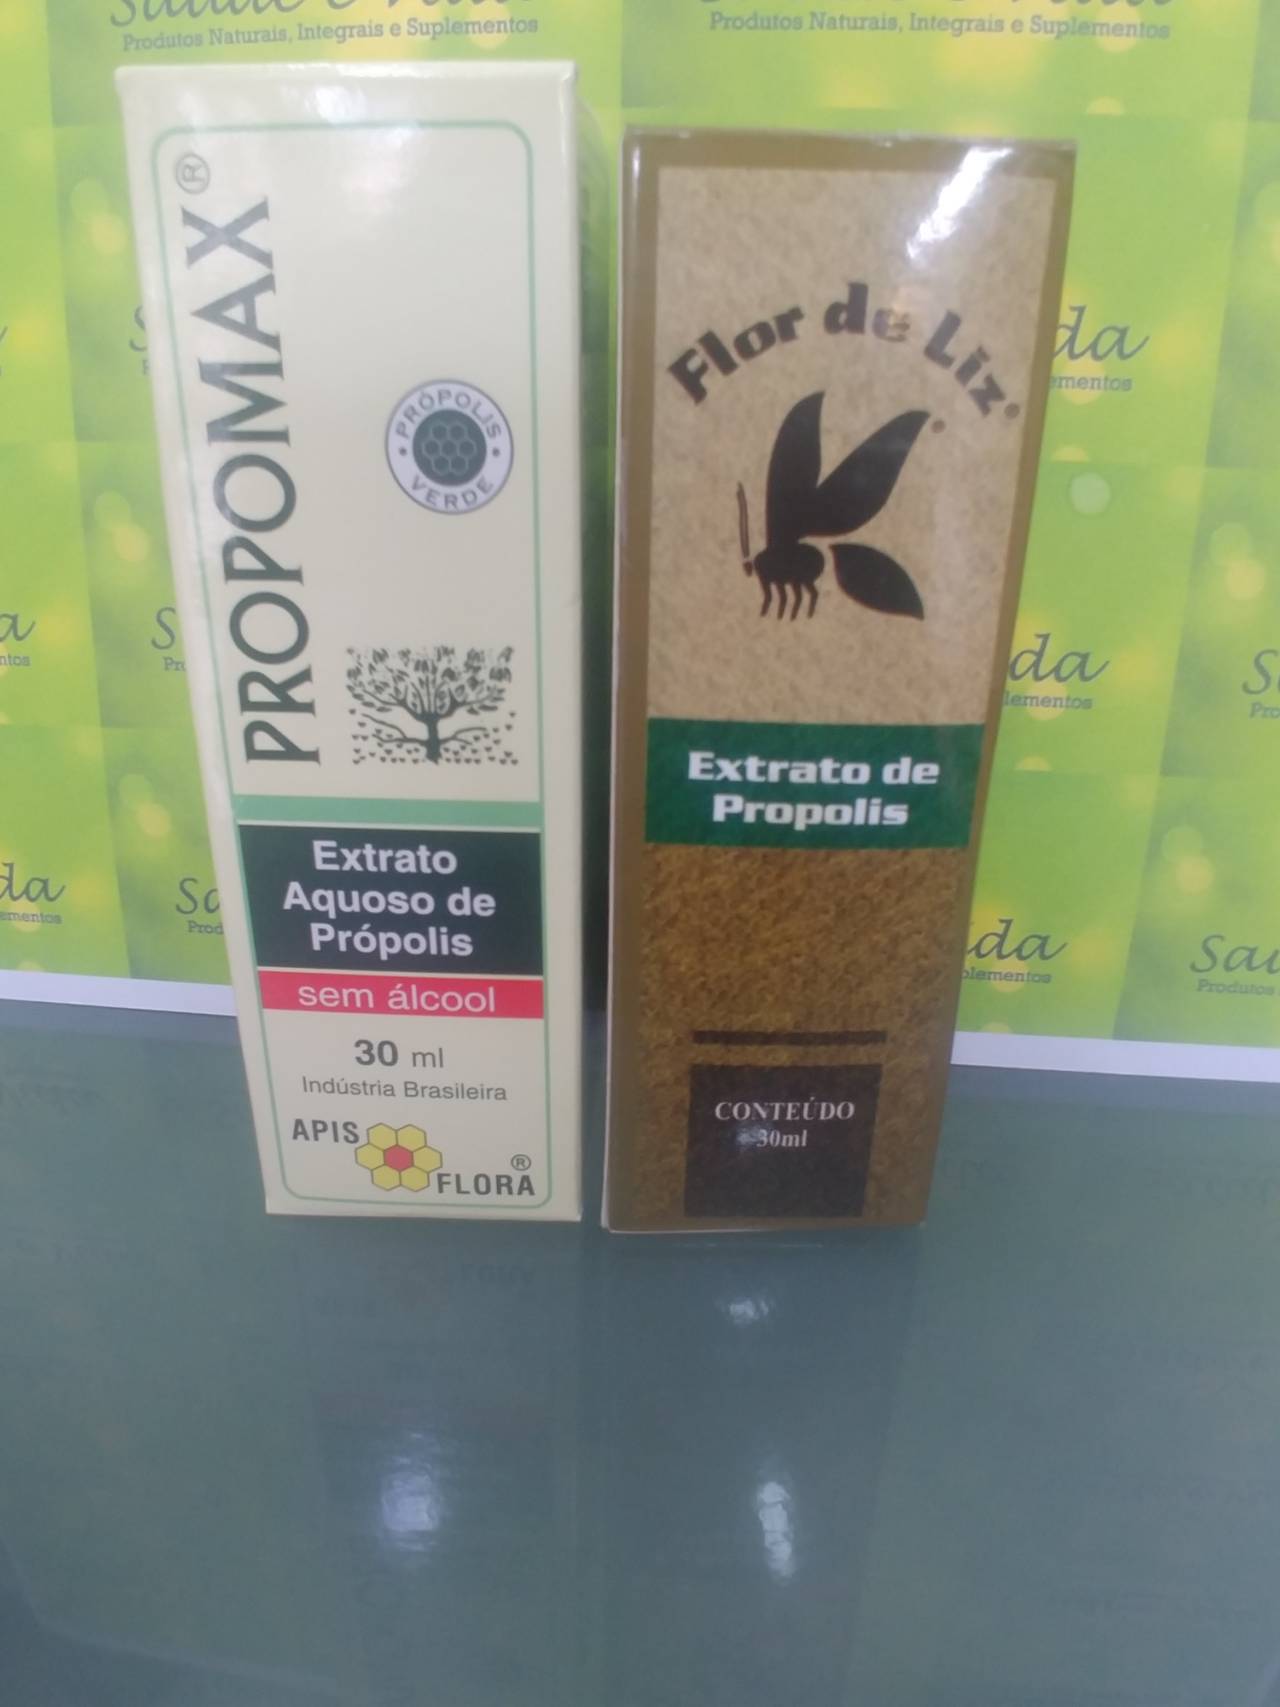 Produtos Naturais, Integrais e Suplementos
Produtos Naturais, Integrais e Suplementos
PROPOMAX®
PRÓPOLIS
VERDE
Extrato
Aquoso de
Própolis
sem álcool
30 ml
Indústria Brasileira
APIS
FLORA®
Flor de Liz®
Extrato de
Propolis
CONTEÚDO
30ml